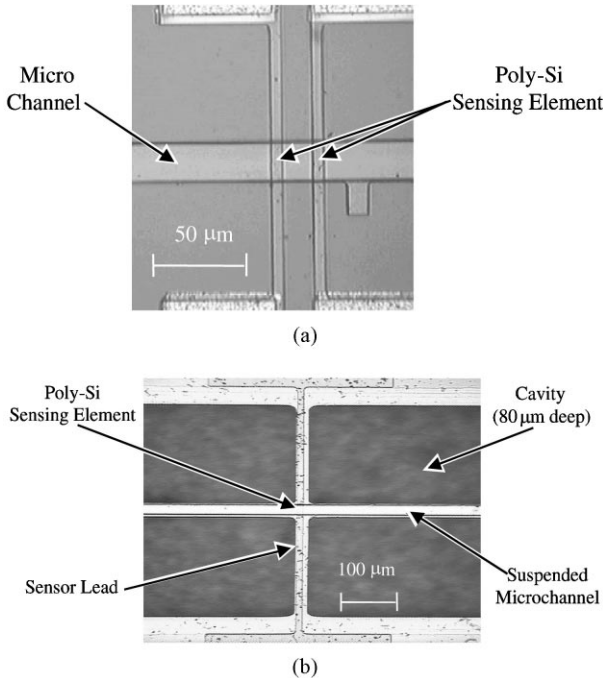 Micro
Channel
Poly-Si
Sensing Element
50 μm
(a)
Poly-Si
Sensing Element
Cavity
(80 μm deep)
Sensor Lead
100 μm
Suspended
Microchannel
(b)